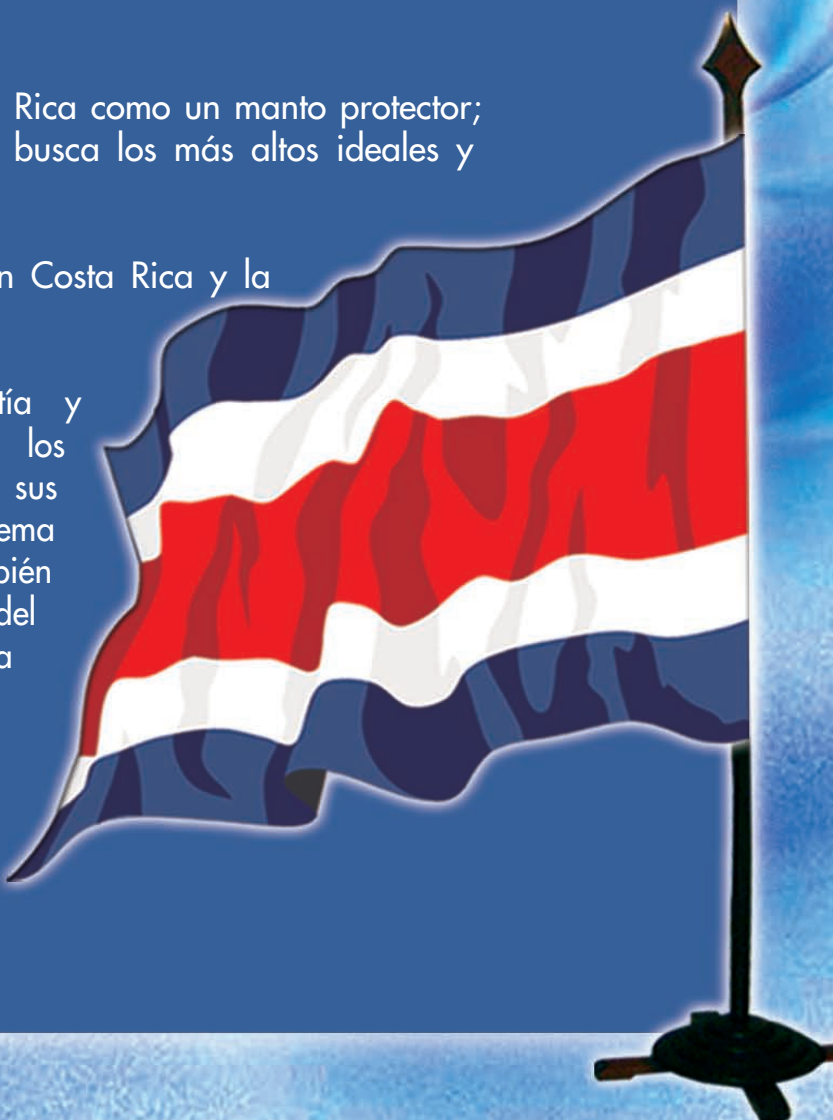 Rica como un manto protector;
busca los más altos ideales y
n Costa Rica y la
tía y
los
sus
ema
bién
del
a